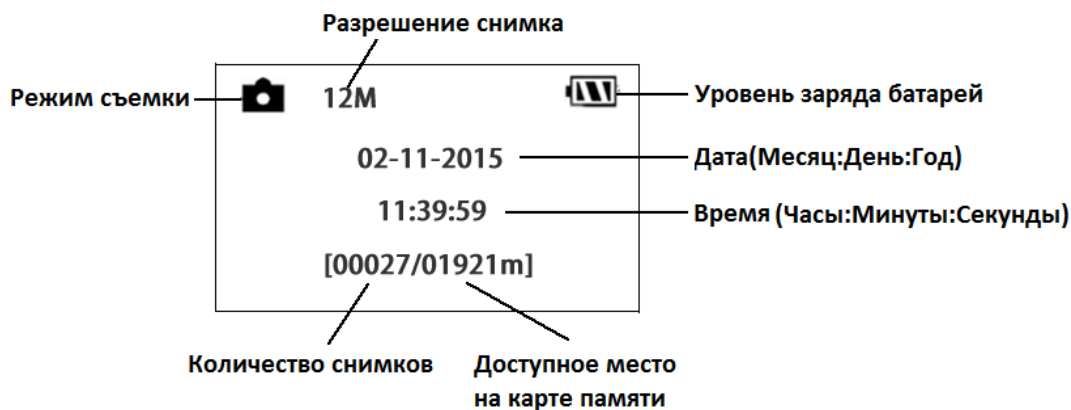 Разрешение снимка
Режим съемки
12M
Уровень заряда батарей
02-11-2015
Дата(Месяц:День:Год)
11:39:59
Время (Часы:Минуты:Секунды)
[00027/01921m]
Количество снимков
Доступное место
на карте памяти